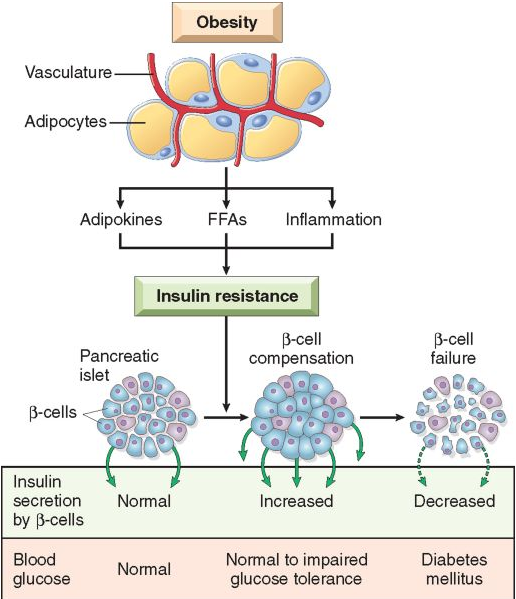 Obesity
Vasculature
Adipocytes
Adipokines
FFAs
Inflammation
Insulin resistance
Pancreatic
islet
β-cells
β-cell
compensation
β-cell
failure
Insulin
secretion
by β-cells
Normal
Increased
Decreased
Blood
glucose
Normal
Normal to impaired
glucose tolerance
Diabetes
mellitus